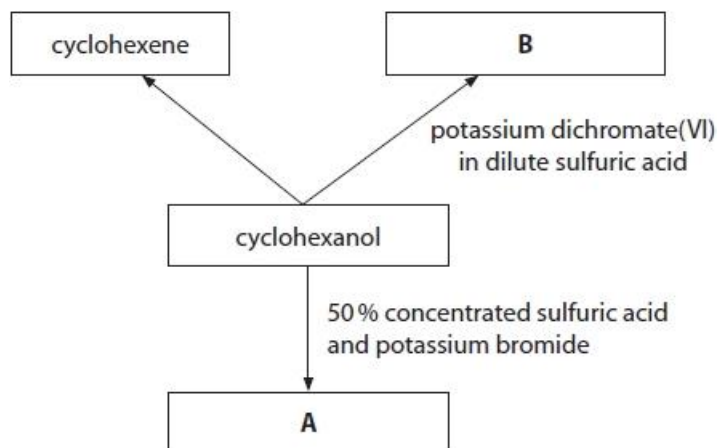 cyclohexene
B
potassium dichromate(VI)
in dilute sulfuric acid
cyclohexanol
50% concentrated sulfuric acid
and potassium bromide
A